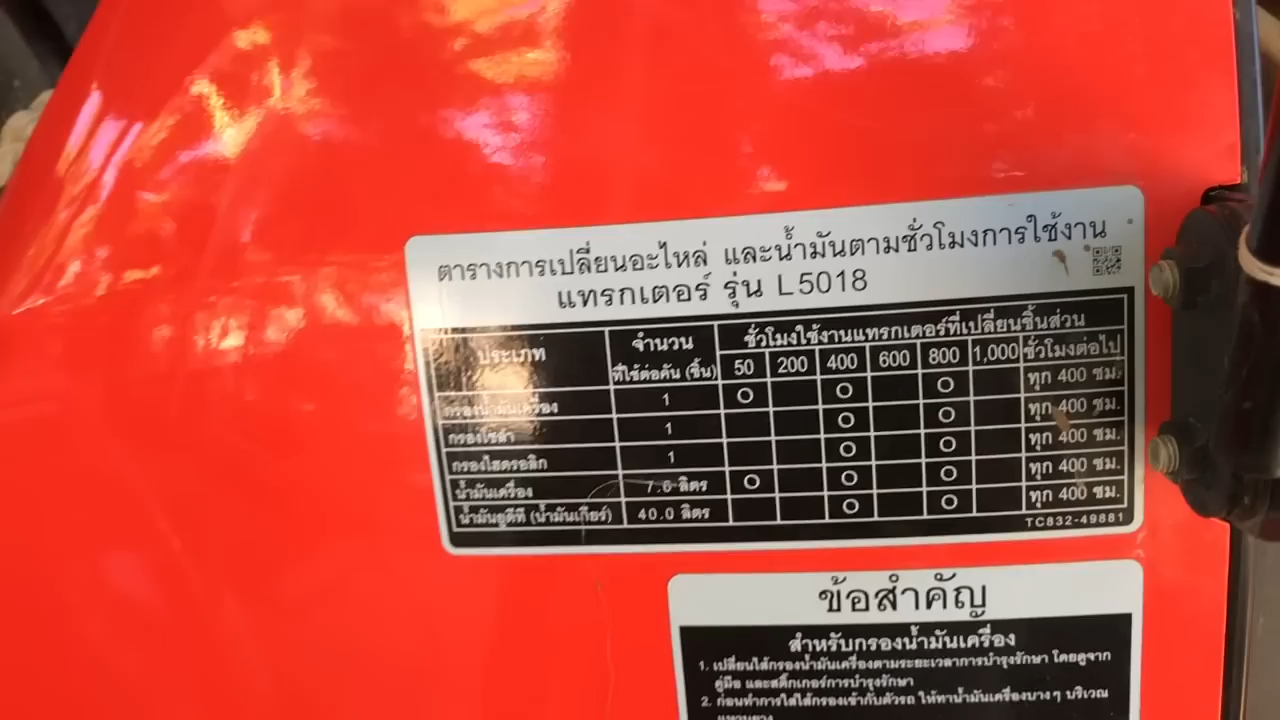 ตารางการเปลี่ยนอะไหล่ และน้ำมันตามชั่วโมงการใช้งาน
แทรกเตอร์ รุ่น L5018
ประเภท จำนวน ที่ใช้ต่อคัน (ชิ้น) ชั่วโมงใช้งานแทรกเตอร์ที่เปลี่ยนชิ้นส่วน
50 200 400 600 800 1,000 ชั่วโมงต่อไป
กรองน้ำมันเครื่อง 1 O O O ทุก 400 ชม.
กรองโซล่า 1 O O ทุก 400 ชม.
กรองไฮดรอลิก 1 O O ทุก 400 ชม.
น้ำมันเครื่อง 7.6 ลิตร O O O ทุก 400 ชม.
น้ำมันยูดีที (น้ำมันเกียร์) 40.0 ลิตร O O ทุก 400 ชม.
TC832-49881
ข้อสำคัญ
สำหรับกรองน้ำมันเครื่อง
1. เปลี่ยนไส้กรองน้ำมันเครื่องตามระยะเวลาการบำรุงรักษา โดยดูจาก
คู่มือ และสติ๊กเกอร์การบำรุงรักษา
2. ก่อนทำการใส่ไส้กรองเข้ากับตัวรถ ให้ทาน้ำมันเครื่องบางๆ บริเวณ